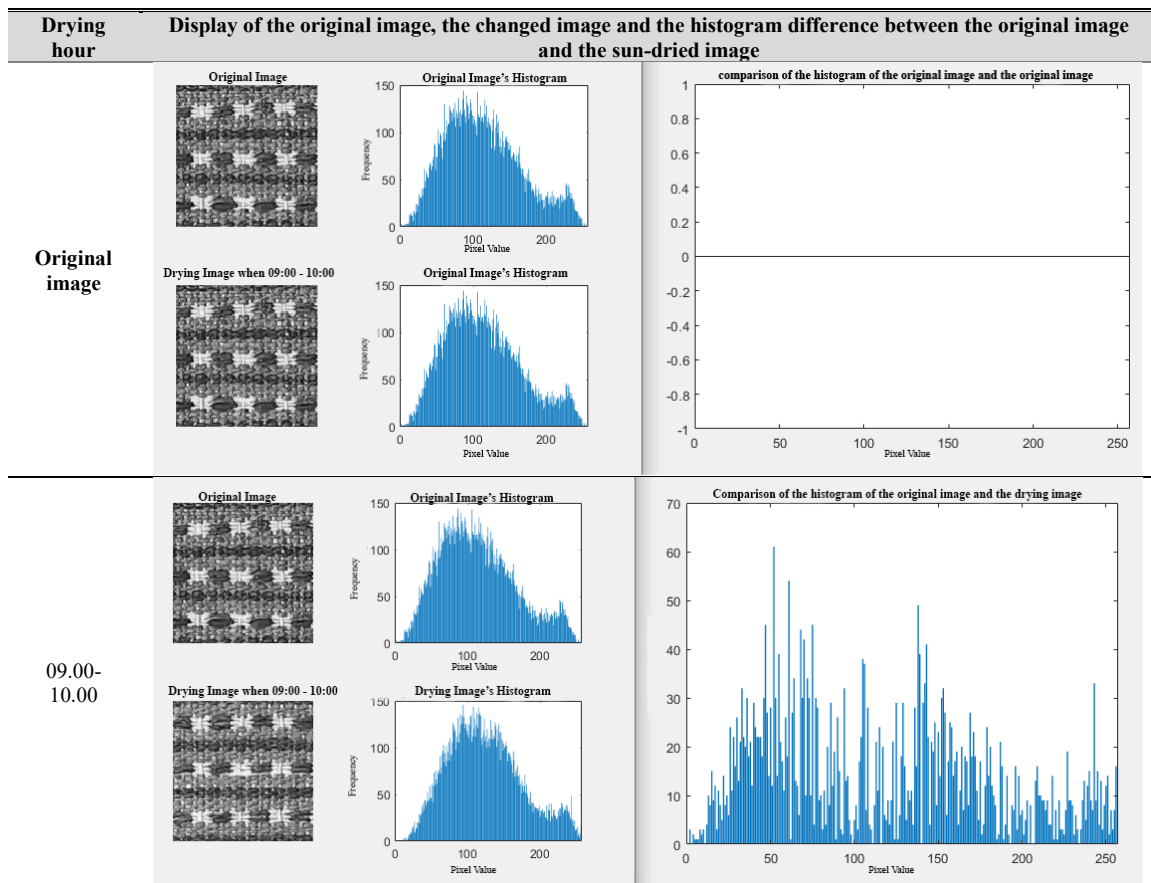 Drying
hour
Display of the original image, the changed image and the histogram difference between the original image
and the sun-dried image
Original
image
Original Image
Original Image's Histogram
150
100
50
0
Frequency
0 100 200
Pixel Value
Drying Image when 09:00 - 10:00
Original Image's Histogram
150
100
50
0
Frequency
0 100 200
Pixel Value
comparison of the histogram of the original image and the original image
1
0.8
0.6
0.4
0.2
0
-0.2
-0.4
-0.6
-0.8
-1
0 50 100 150 200 250
Pixel Value
09.00-
10.00
Original Image
Original Image's Histogram
150
100
50
0
Frequency
0 100 200
Pixel Value
Drying Image when 09:00 - 10:00
Drying Image's Histogram
150
100
50
0
Frequency
0 100 200
Pixel Value
Comparison of the histogram of the original image and the drying image
70
60
50
40
30
20
10
0
0 50 100 150 200 250
Pixel Value